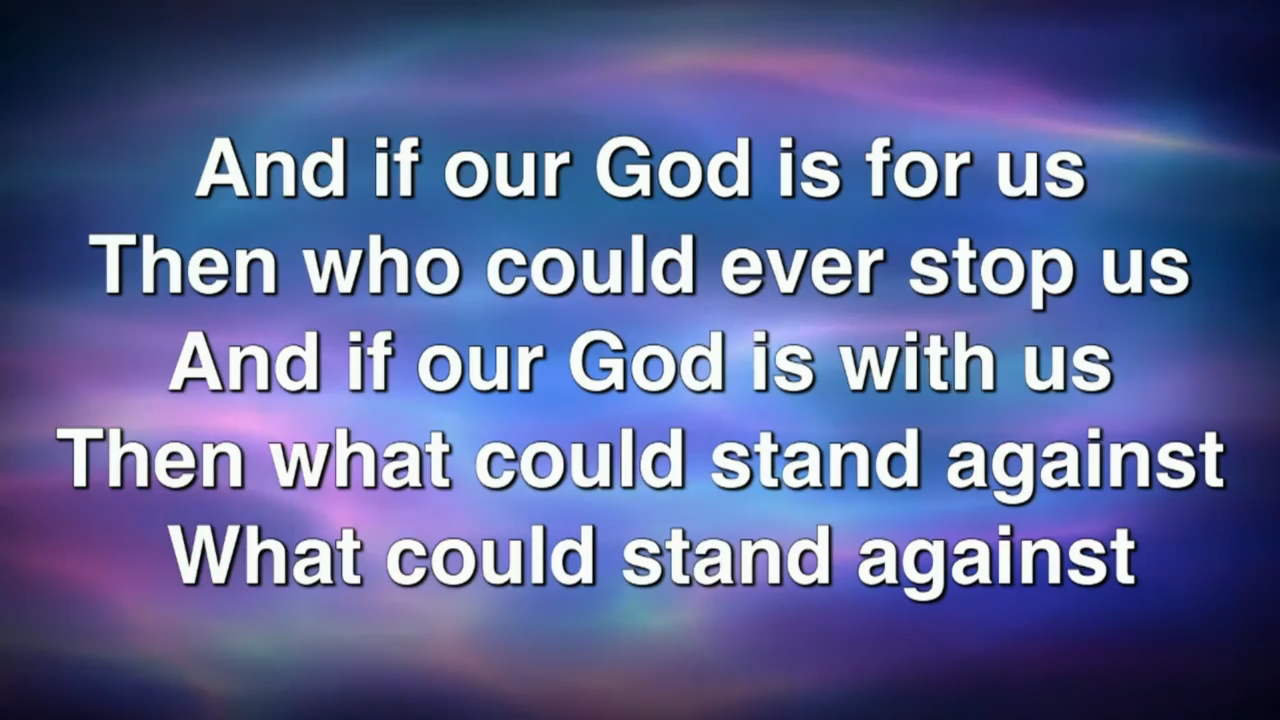 And if our God is for us
Then who could ever stop us
And if our God is with us
Then what could stand against
What could stand against